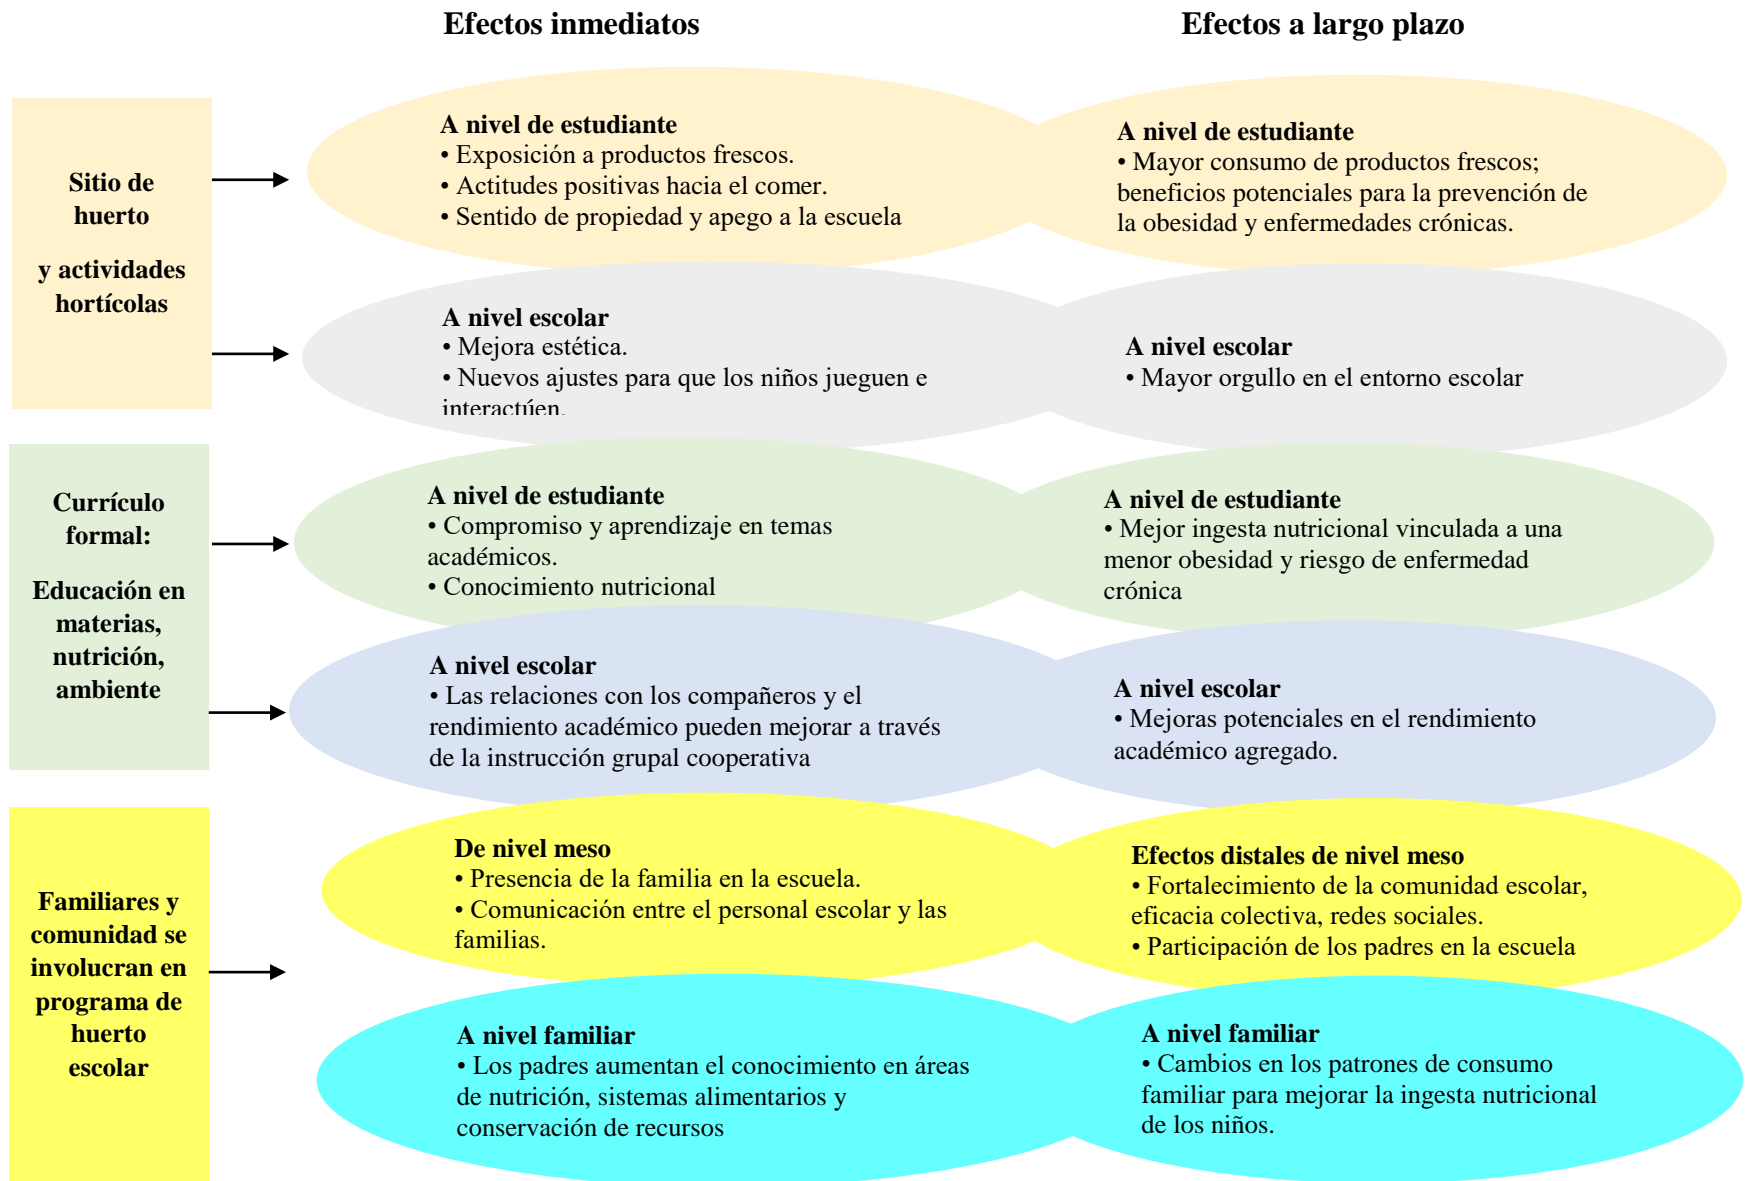 Efectos inmediatos
Efectos a largo plazo
Sitio de
huerto
y actividades
hortícolas
A nivel de estudiante
• Exposición a productos frescos.
• Actitudes positivas hacia el comer.
• Sentido de propiedad y apego a la escuela
A nivel de estudiante
• Mayor consumo de productos frescos;
beneficios potenciales para la prevención de
la obesidad y enfermedades crónicas.
A nivel escolar
• Mejora estética.
• Nuevos ajustes para que los niños jueguen e
interactúen.
A nivel escolar
• Mayor orgullo en el entorno escolar
Currículo
formal:
Educación en
materias,
nutrición,
ambiente
A nivel de estudiante
• Compromiso y aprendizaje en temas
académicos.
• Conocimiento nutricional
A nivel de estudiante
• Mejor ingesta nutricional vinculada a una
menor obesidad y riesgo de enfermedad
crónica
A nivel escolar
• Las relaciones con los compañeros y el
rendimiento académico pueden mejorar a través
de la instrucción grupal cooperativa
A nivel escolar
• Mejoras potenciales en el rendimiento
académico agregado.
Familiares y
comunidad se
involucran en
programa de
huerto
escolar
De nivel meso
• Presencia de la familia en la escuela.
• Comunicación entre el personal escolar y las
familias.
Efectos distales de nivel meso
• Fortalecimiento de la comunidad escolar,
eficacia colectiva, redes sociales.
• Participación de los padres en la escuela
A nivel familiar
• Los padres aumentan el conocimiento en áreas
de nutrición, sistemas alimentarios y
conservación de recursos
A nivel familiar
• Cambios en los patrones de consumo
familiar para mejorar la ingesta nutricional
de los niños.